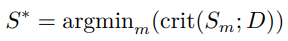 S* = argmin_m(crit(S_m; D))